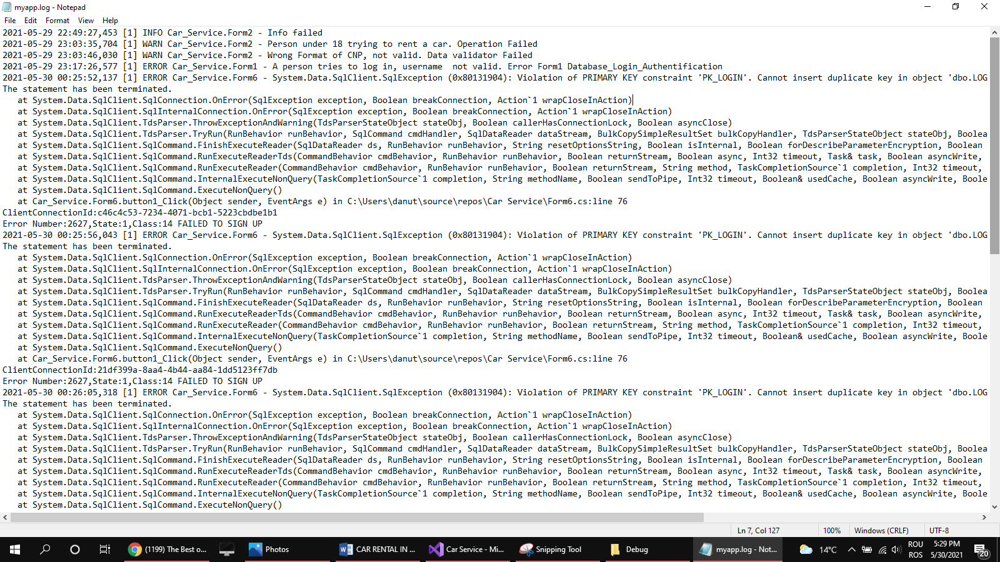 myapp.log - Notepad
File Edit Format View Help
2021-05-29 22:49:27,453 [1] INFO Car_Service.Form2 - Info failed
2021-05-29 23:03:35,704 [1] WARN Car_Service.Form2 - Person under 18 trying to rent a car. Operation Failed
2021-05-29 23:03:46,030 [1] WARN Car_Service.Form2 - Wrong Format of CNP, not valid. Data validator Failed
2021-05-29 23:17:26,577 [1] ERROR Car_Service.Form1 - A person tries to log in, username  not valid. Error Form1 Database_Login_Authentification
2021-05-30 00:25:52,137 [1] ERROR Car_Service.Form6 - System.Data.SqlClient.SqlException (0x80131904): Violation of PRIMARY KEY constraint 'PK_LOGIN'. Cannot insert duplicate key in object 'dbo.LOG
The statement has been terminated.
   at System.Data.SqlClient.SqlConnection.OnError(SqlException exception, Boolean breakConnection, Action`1 wrapCloseInAction)
   at System.Data.SqlClient.SqlInternalConnection.OnError(SqlException exception, Boolean breakConnection, Action`1 wrapCloseInAction)
   at System.Data.SqlClient.TdsParser.ThrowExceptionAndWarning(TdsParserStateObject stateObj, Boolean callerHasConnectionLock, Boolean asyncClose)
   at System.Data.SqlClient.TdsParser.TryRun(RunBehavior runBehavior, SqlCommand cmdHandler, SqlDataReader dataStream, BulkCopySimpleResultSet bulkCopyHandler, TdsParserStateObject stateObj, Boolea
   at System.Data.SqlClient.SqlCommand.FinishExecuteReader(SqlDataReader ds, RunBehavior runBehavior, String resetOptionsString, Boolean isInternal, Boolean forDescribeParameterEncryption, Boolean
   at System.Data.SqlClient.SqlCommand.RunExecuteReaderTds(CommandBehavior cmdBehavior, RunBehavior runBehavior, Boolean returnStream, Boolean async, Int32 timeout, Task& task, Boolean asyncWrite,
   at System.Data.SqlClient.SqlCommand.RunExecuteReader(CommandBehavior cmdBehavior, RunBehavior runBehavior, Boolean returnStream, String method, TaskCompletionSource`1 completion, Int32 timeout,
   at System.Data.SqlClient.SqlCommand.InternalExecuteNonQuery(TaskCompletionSource`1 completion, String methodName, Boolean sendToPipe, Int32 timeout, Boolean& usedCache, Boolean asyncWrite, Boole
   at System.Data.SqlClient.SqlCommand.ExecuteNonQuery()
   at Car_Service.Form6.button1_Click(Object sender, EventArgs e) in C:\Users\danut\source\repos\Car Service\Form6.cs:line 76
ClientConnectionId:c46c4c53-7234-4071-bcb1-5223cbdbe1b1
Error Number:2627,State:1,Class:14 FAILED TO SIGN UP
2021-05-30 00:25:56,043 [1] ERROR Car_Service.Form6 - System.Data.SqlClient.SqlException (0x80131904): Violation of PRIMARY KEY constraint 'PK_LOGIN'. Cannot insert duplicate key in object 'dbo.LOG
The statement has been terminated.
   at System.Data.SqlClient.SqlConnection.OnError(SqlException exception, Boolean breakConnection, Action`1 wrapCloseInAction)
   at System.Data.SqlClient.SqlInternalConnection.OnError(SqlException exception, Boolean breakConnection, Action`1 wrapCloseInAction)
   at System.Data.SqlClient.TdsParser.ThrowExceptionAndWarning(TdsParserStateObject stateObj, Boolean callerHasConnectionLock, Boolean asyncClose)
   at System.Data.SqlClient.TdsParser.TryRun(RunBehavior runBehavior, SqlCommand cmdHandler, SqlDataReader dataStream, BulkCopySimpleResultSet bulkCopyHandler, TdsParserStateObject stateObj, Boolea
   at System.Data.SqlClient.SqlCommand.FinishExecuteReader(SqlDataReader ds, RunBehavior runBehavior, String resetOptionsString, Boolean isInternal, Boolean forDescribeParameterEncryption, Boolean
   at System.Data.SqlClient.SqlCommand.RunExecuteReaderTds(CommandBehavior cmdBehavior, RunBehavior runBehavior, Boolean returnStream, Boolean async, Int32 timeout, Task& task, Boolean asyncWrite,
   at System.Data.SqlClient.SqlCommand.RunExecuteReader(CommandBehavior cmdBehavior, RunBehavior runBehavior, Boolean returnStream, String method, TaskCompletionSource`1 completion, Int32 timeout,
   at System.Data.SqlClient.SqlCommand.InternalExecuteNonQuery(TaskCompletionSource`1 completion, String methodName, Boolean sendToPipe, Int32 timeout, Boolean& usedCache, Boolean asyncWrite, Boole
   at System.Data.SqlClient.SqlCommand.ExecuteNonQuery()
   at Car_Service.Form6.button1_Click(Object sender, EventArgs e) in C:\Users\danut\source\repos\Car Service\Form6.cs:line 76
ClientConnectionId:21df399a-8aa4-4b44-aa84-1dd5123ff7db
Error Number:2627,State:1,Class:14 FAILED TO SIGN UP
2021-05-30 00:26:05,318 [1] ERROR Car_Service.Form6 - System.Data.SqlClient.SqlException (0x80131904): Violation of PRIMARY KEY constraint 'PK_LOGIN'. Cannot insert duplicate key in object 'dbo.LOG
The statement has been terminated.
   at System.Data.SqlClient.SqlConnection.OnError(SqlException exception, Boolean breakConnection, Action`1 wrapCloseInAction)
   at System.Data.SqlClient.SqlInternalConnection.OnError(SqlException exception, Boolean breakConnection, Action`1 wrapCloseInAction)
   at System.Data.SqlClient.TdsParser.ThrowExceptionAndWarning(TdsParserStateObject stateObj, Boolean callerHasConnectionLock, Boolean asyncClose)
   at System.Data.SqlClient.TdsParser.TryRun(RunBehavior runBehavior, SqlCommand cmdHandler, SqlDataReader dataStream, BulkCopySimpleResultSet bulkCopyHandler, TdsParserStateObject stateObj, Boolea
   at System.Data.SqlClient.SqlCommand.FinishExecuteReader(SqlDataReader ds, RunBehavior runBehavior, String resetOptionsString, Boolean isInternal, Boolean forDescribeParameterEncryption, Boolean
   at System.Data.SqlClient.SqlCommand.RunExecuteReaderTds(CommandBehavior cmdBehavior, RunBehavior runBehavior, Boolean returnStream, Boolean async, Int32 timeout, Task& task, Boolean asyncWrite,
   at System.Data.SqlClient.SqlCommand.RunExecuteReader(CommandBehavior cmdBehavior, RunBehavior runBehavior, Boolean returnStream, String method, TaskCompletionSource`1 completion, Int32 timeout,
   at System.Data.SqlClient.SqlCommand.InternalExecuteNonQuery(TaskCompletionSource`1 completion, String methodName, Boolean sendToPipe, Int32 timeout, Boolean& usedCache, Boolean asyncWrite, Boole
   at System.Data.SqlClient.SqlCommand.ExecuteNonQuery()
Ln 7, Col 127 100% Windows (CRLF) UTF-8
(1199) The Best o... Photos CAR RENTAL IN ... Car Service - Mi... Snipping Tool Debug myapp.log - Not... 14°C ROU 5:29 PM
ROS 5/30/2021 20